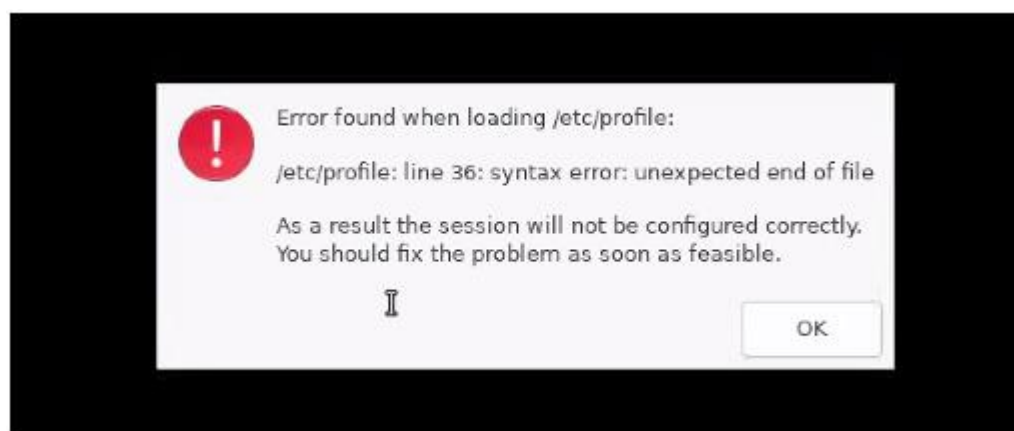 Error found when loading /etc/profile:
/etc/profile: line 36: syntax error: unexpected end of file
As a result the session will not be configured correctly.
You should fix the problem as soon as feasible.
OK